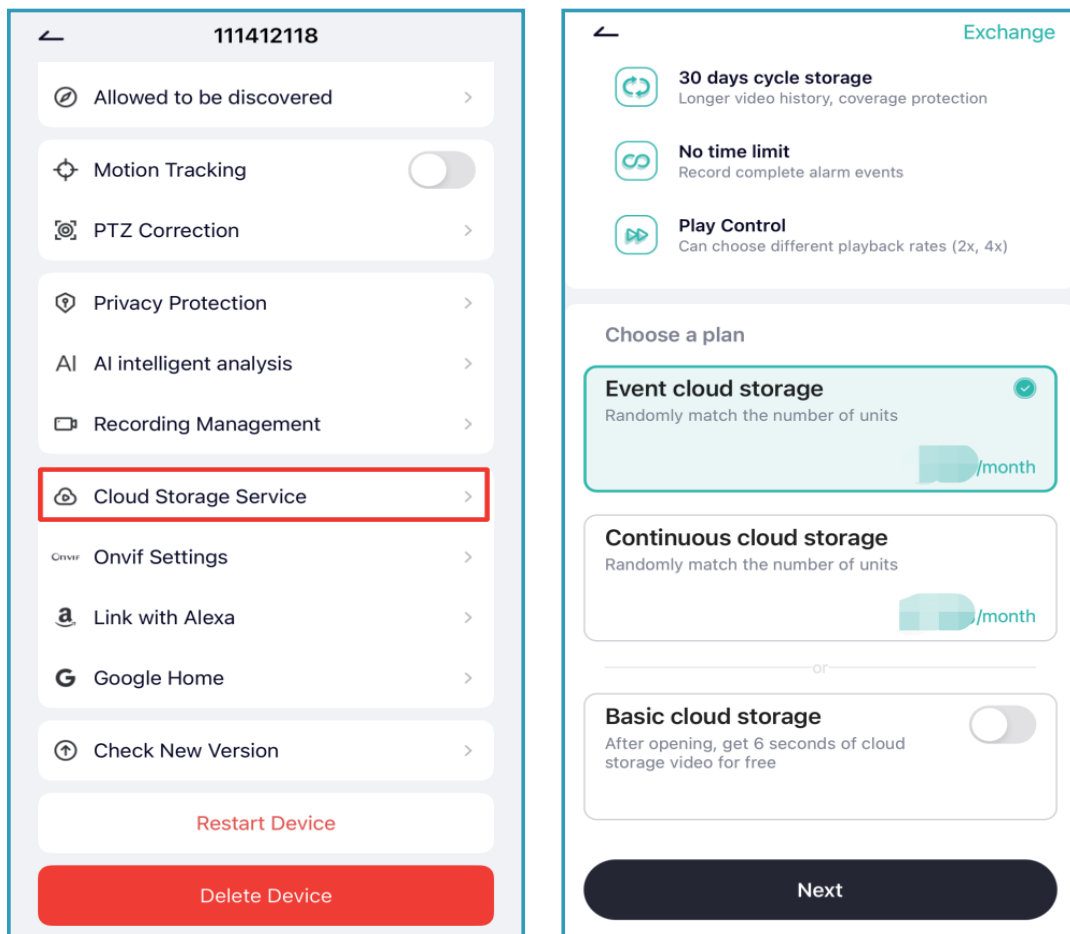 111412118
Allowed to be discovered
Motion Tracking
PTZ Correction
Privacy Protection
AI AI intelligent analysis
Recording Management
Cloud Storage Service
Onvif Settings
a Link with Alexa
G Google Home
Check New Version
Restart Device
Delete Device
Exchange
30 days cycle storage
Longer video history, coverage protection
No time limit
Record complete alarm events
Play Control
Can choose different playback rates (2x, 4x)
Choose a plan
Event cloud storage
Randomly match the number of units
/month
Continuous cloud storage
Randomly match the number of units
/month
or
Basic cloud storage
After opening, get 6 seconds of cloud
storage video for free
Next